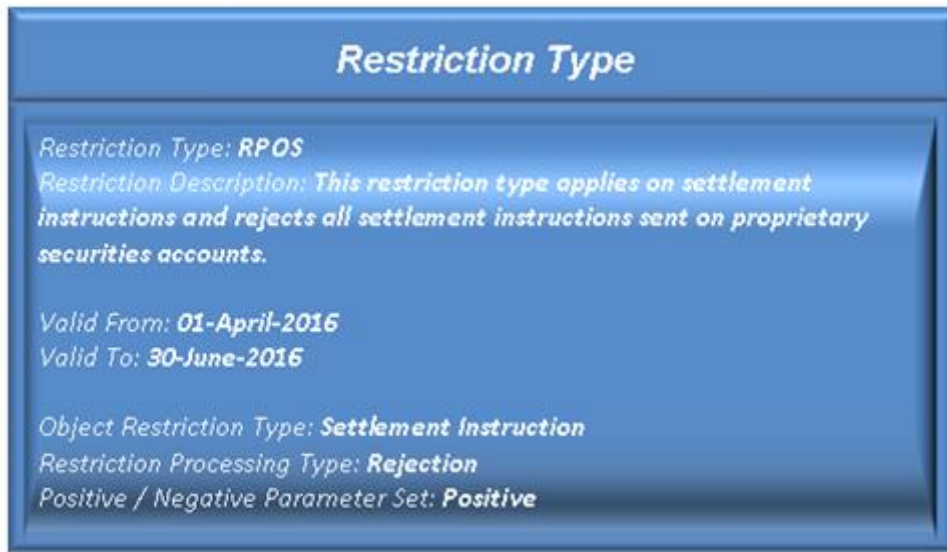 Restriction Type
Restriction Type: RPOS
Restriction Description: This restriction type applies on settlement
instructions and rejects all settlement instructions sent on proprietary
securities accounts.
Valid From: 01-April-2016
Valid To: 30-June-2016
Object Restriction Type: Settlement Instruction
Restriction Processing Type: Rejection
Positive / Negative Parameter Set: Positive